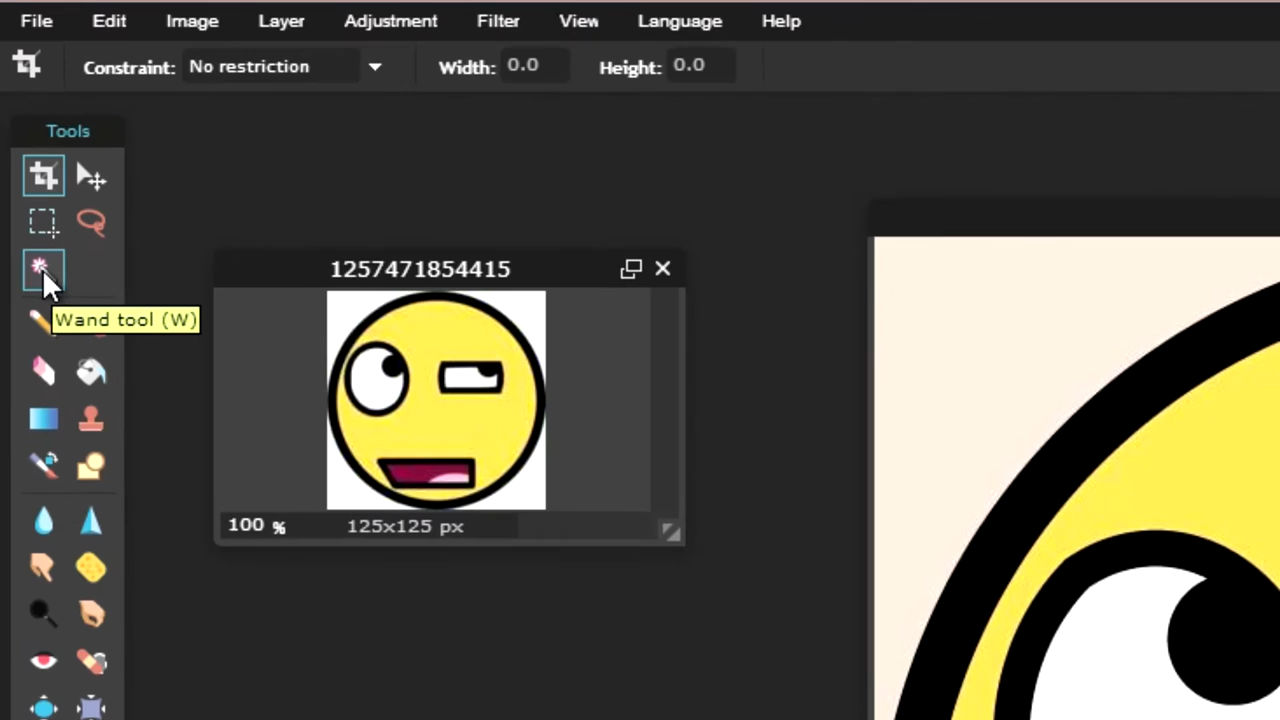 File Edit Image Layer Adjustment Filter View Language Help
Constraint: No restriction Width: 0.0 Height: 0.0
Tools
1257471854415
Wand tool (W)
100 % 125x125 px